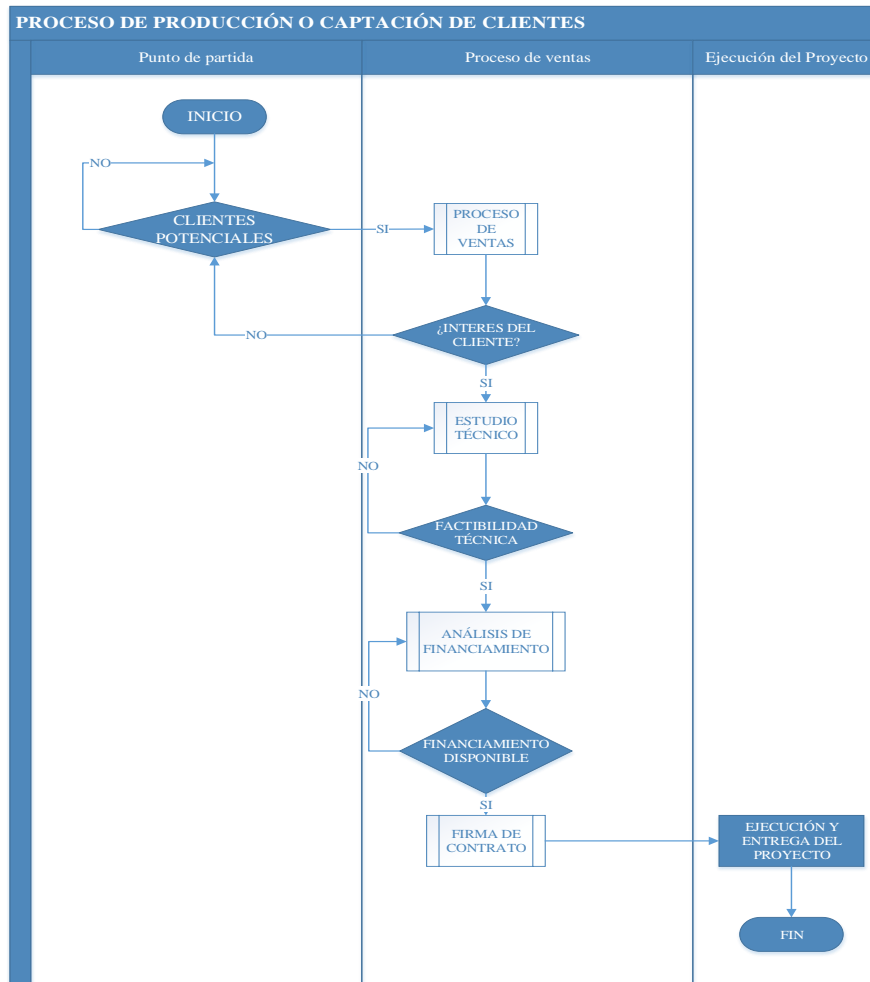 PROCESO DE PRODUCCIÓN O CAPTACIÓN DE CLIENTES
Punto de partida
Proceso de ventas
Ejecución del Proyecto
INICIO
NO
CLIENTES
POTENCIALES
SI
PROCESO
DE
VENTAS
¿INTERES DEL
CLIENTE?
NO
SI
ESTUDIO
TÉCNICO
NO
FACTIBILIDAD
TÉCNICA
SI
ANÁLISIS DE
FINANCIAMIENTO
NO
FINANCIAMIENTO
DISPONIBLE
SI
FIRMA DE
CONTRATO
EJECUCIÓN Y
ENTREGA DEL
PROYECTO
FIN